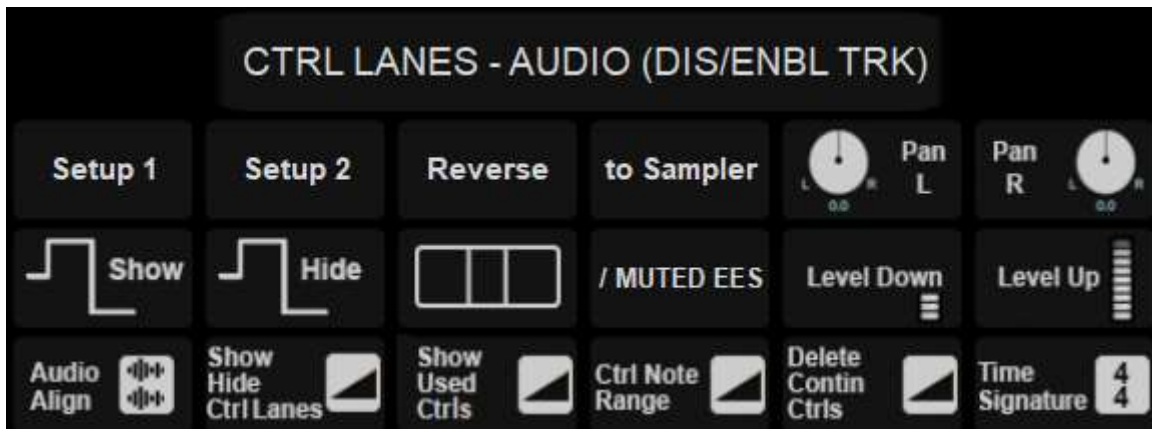 CTRL LANES - AUDIO (DIS/ENBL TRK)
Setup 1
Setup 2
Reverse
to Sampler
L R
0.0
Pan
L
Pan
R
L R
0.0
Show
Hide
/ MUTED EES
Level Down
Level Up
Audio
Align
Show
Hide
Ctrl Lanes
Show
Used
Ctrls
Ctrl Note
Range
Delete
Contin
Ctrls
Time
Signature
4
4